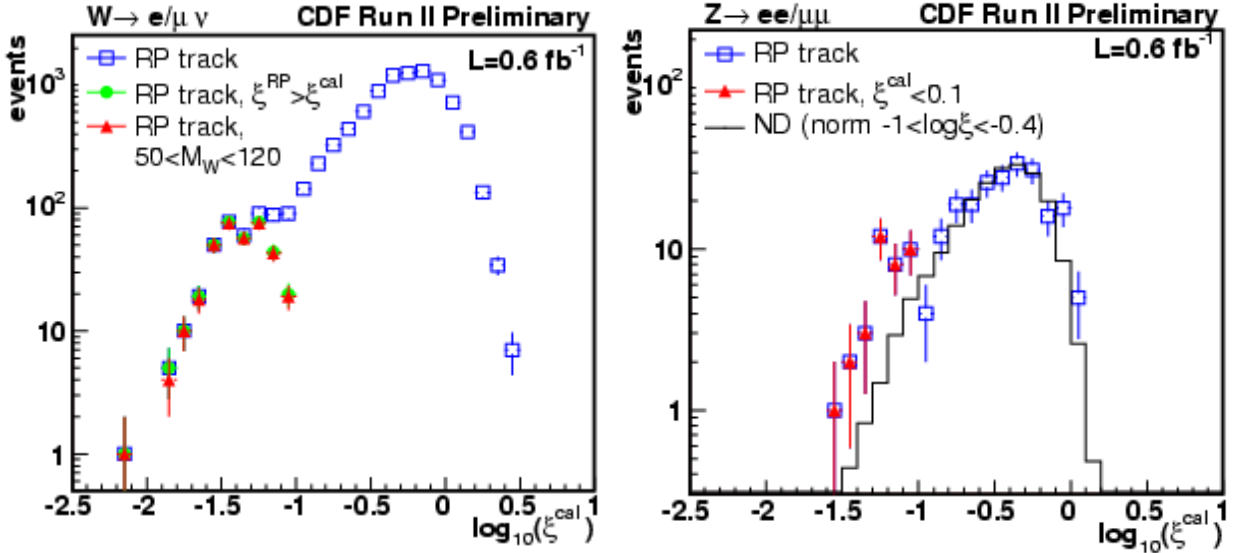 W→ e/μ ν CDF Run II Preliminary
events
10³
10²
10
1
RP track
RP track, ξ^RP>ξ^cal
RP track,
50<M_W<120
L=0.6 fb⁻¹
-2.5 -2 -1.5 -1 -0.5 0 0.5 1
log₁₀(ξ^cal)
Z→ ee/μμ CDF Run II Preliminary
events
10²
10
1
RP track
RP track, ξ^cal<0.1
ND (norm -1<logξ<-0.4)
L=0.6 fb⁻¹
-2.5 -2 -1.5 -1 -0.5 0 0.5 1
log₁₀(ξ^cal)